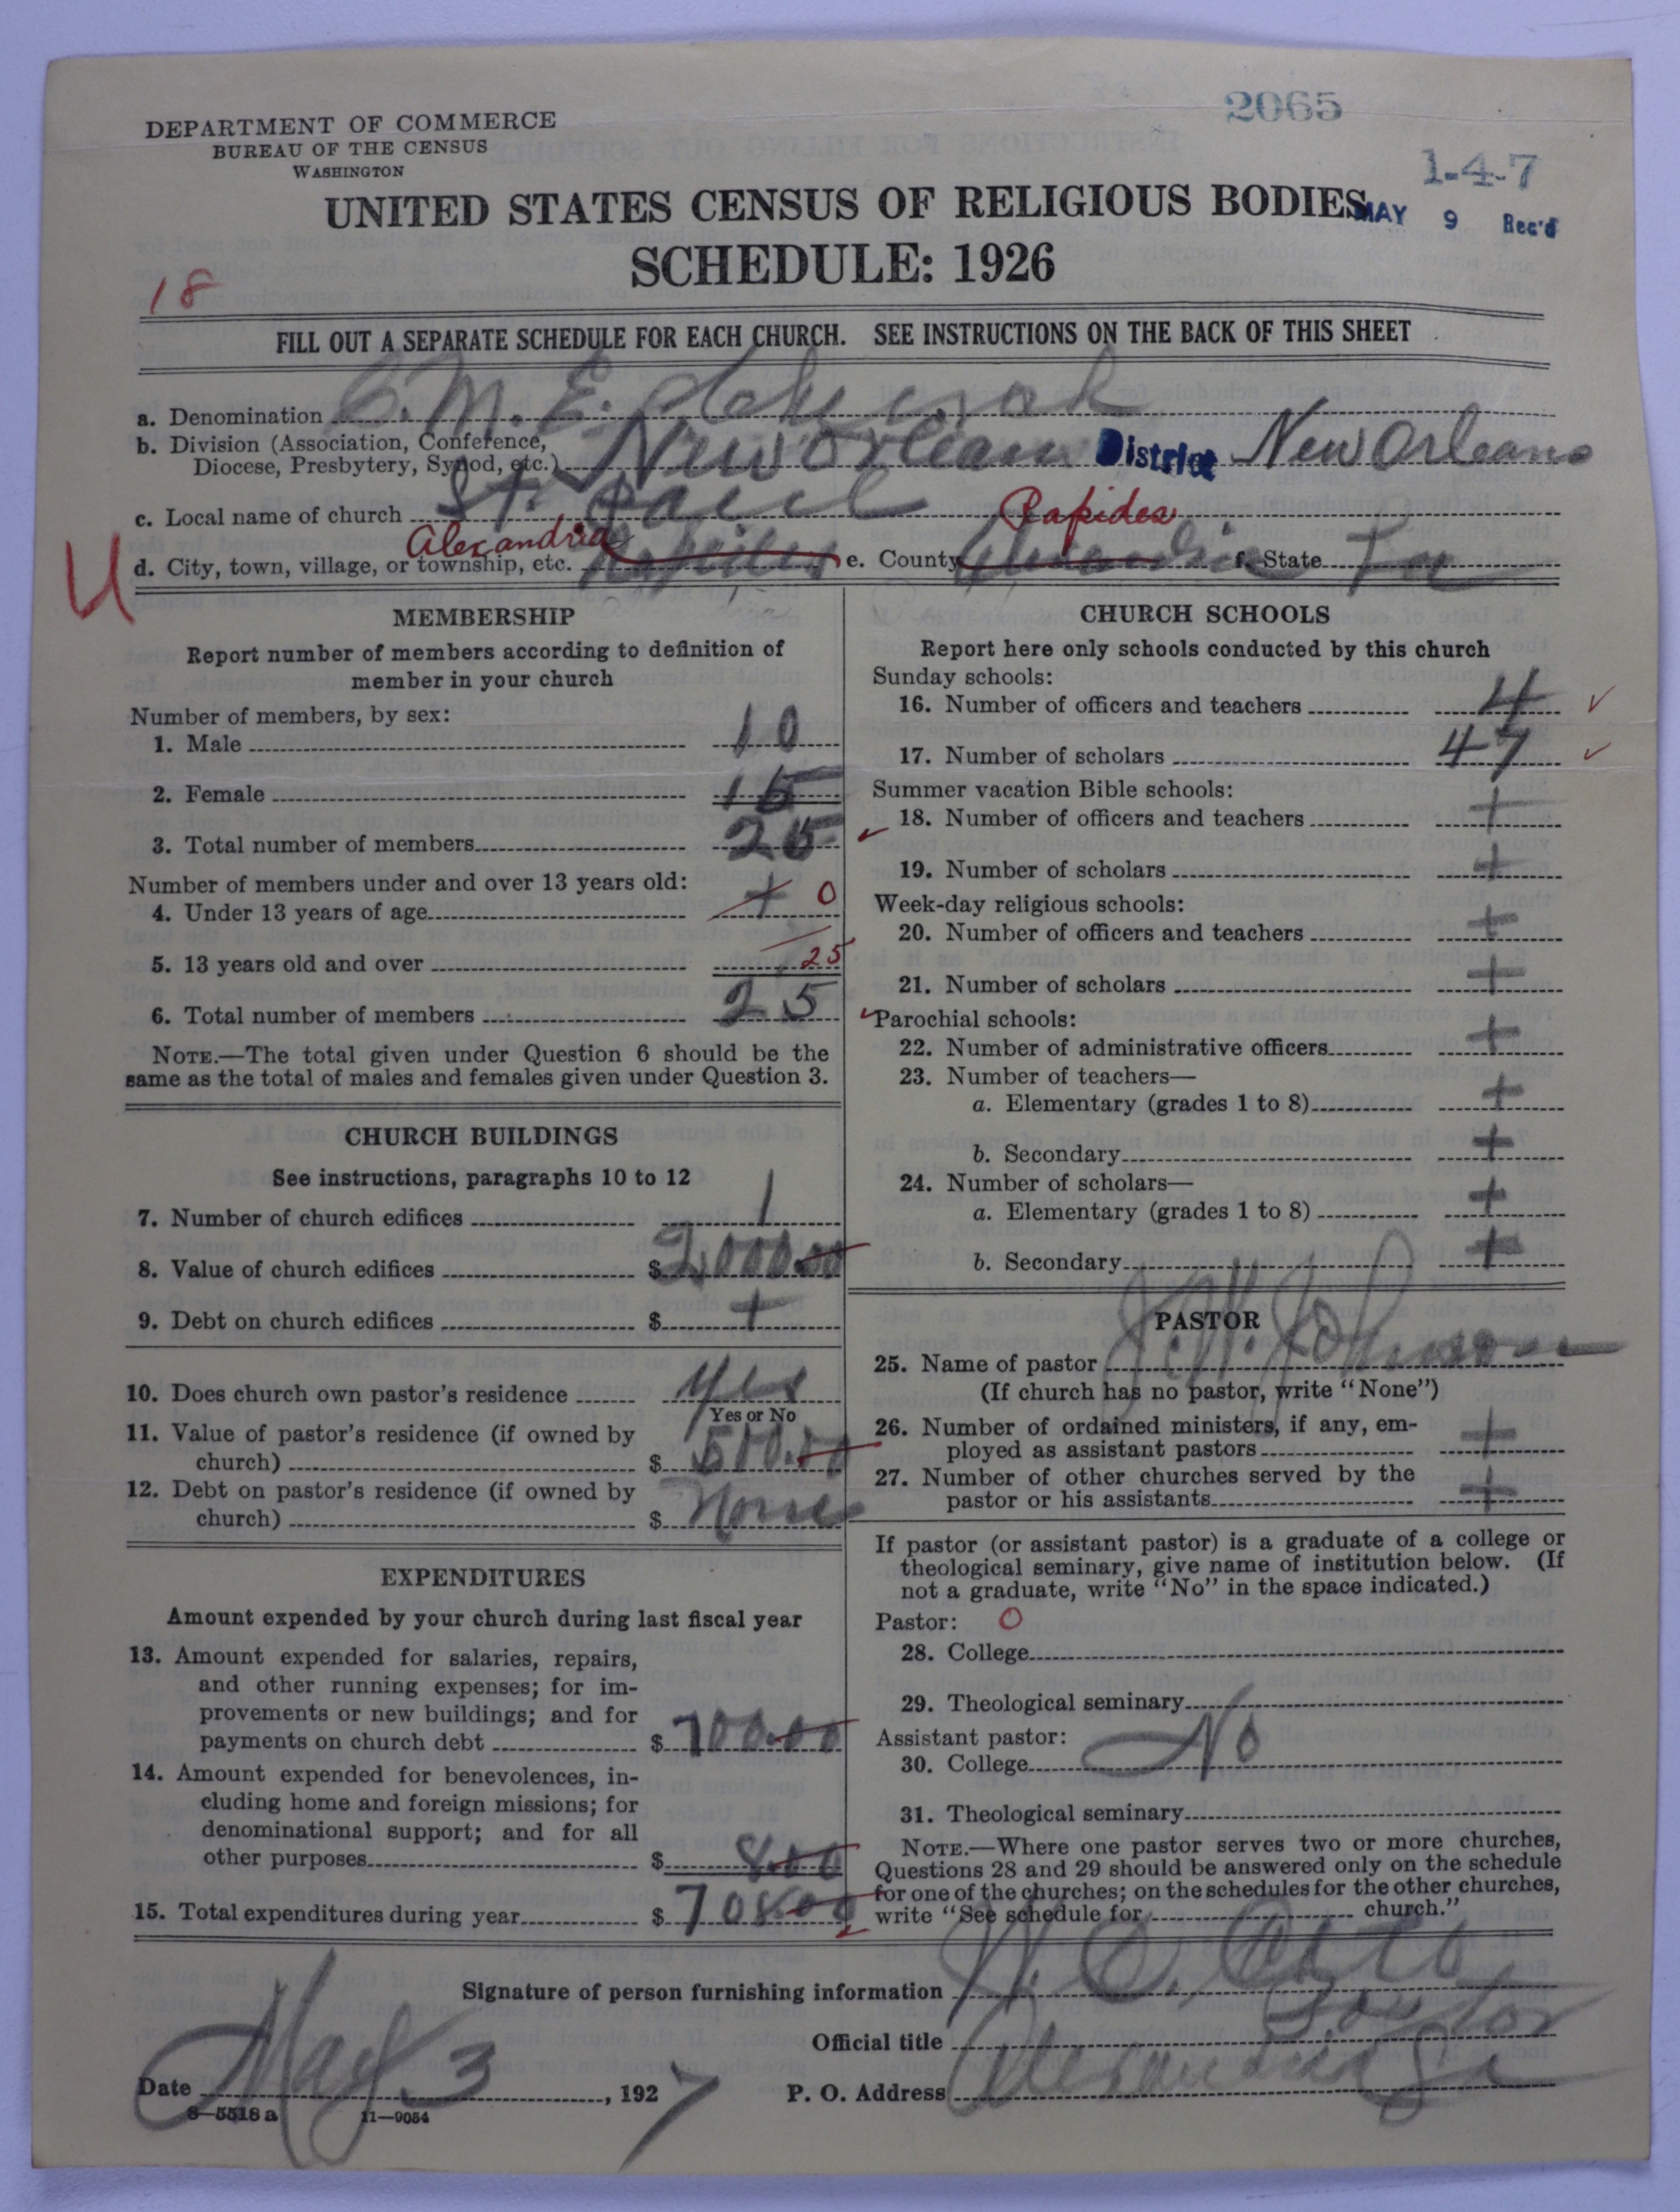 2065
DEPARTMENT OF COMMERCE
BUREAU OF THE CENSUS
WASHINGTON
1-4-7
UNITED STATES CENSUS OF RELIGIOUS BODIES
MAY 9 Rec'd
SCHEDULE: 1926
18
FILL OUT A SEPARATE SCHEDULE FOR EACH CHURCH. SEE INSTRUCTIONS ON THE BACK OF THIS SHEET
a. Denomination C. M. E.
b. Division (Association, Conference,
Diocese, Presbytery, Synod, etc.) New Orleans District New Orleans
c. Local name of church St. Paul
Alexandria Rapides
U
d. City, town, village, or township, etc. Rapides e. County Alexandria f. State La
MEMBERSHIP
Report number of members according to definition of
member in your church
Number of members, by sex:
1. Male 10
2. Female 15
3. Total number of members 25
Number of members under and over 13 years old:
4. Under 13 years of age + 0
5. 13 years old and over 25
6. Total number of members 25
NOTE.—The total given under Question 6 should be the
same as the total of males and females given under Question 3.
CHURCH BUILDINGS
See instructions, paragraphs 10 to 12
7. Number of church edifices 1
8. Value of church edifices $2,000.00
9. Debt on church edifices $ +
10. Does church own pastor's residence Yes
Yes or No
11. Value of pastor's residence (if owned by
church) $ 500.00
12. Debt on pastor's residence (if owned by
church) $ None
EXPENDITURES
Amount expended by your church during last fiscal year
13. Amount expended for salaries, repairs,
and other running expenses; for im-
provements or new buildings; and for
payments on church debt $ 700.00
14. Amount expended for benevolences, in-
cluding home and foreign missions; for
denominational support; and for all
other purposes $ 8.00
15. Total expenditures during year $ 708.00
CHURCH SCHOOLS
Report here only schools conducted by this church
Sunday schools:
16. Number of officers and teachers 4
17. Number of scholars 47
Summer vacation Bible schools:
18. Number of officers and teachers +
19. Number of scholars +
Week-day religious schools:
20. Number of officers and teachers +
21. Number of scholars +
Parochial schools:
22. Number of administrative officers +
23. Number of teachers—
a. Elementary (grades 1 to 8) +
b. Secondary +
24. Number of scholars—
a. Elementary (grades 1 to 8) +
b. Secondary +
PASTOR
25. Name of pastor Johnson
(If church has no pastor, write "None")
26. Number of ordained ministers, if any, em-
ployed as assistant pastors +
27. Number of other churches served by the
pastor or his assistants +
If pastor (or assistant pastor) is a graduate of a college or
theological seminary, give name of institution below. (If
not a graduate, write "No" in the space indicated.)
Pastor: O
28. College
29. Theological seminary
Assistant pastor:
30. College No
31. Theological seminary
NOTE.—Where one pastor serves two or more churches,
Questions 28 and 29 should be answered only on the schedule
for one of the churches; on the schedules for the other churches,
write "See schedule for church."
Signature of person furnishing information
Official title Pastor
Date May 3, 1927 P. O. Address Alexandria La
8—5518 a 11—9054